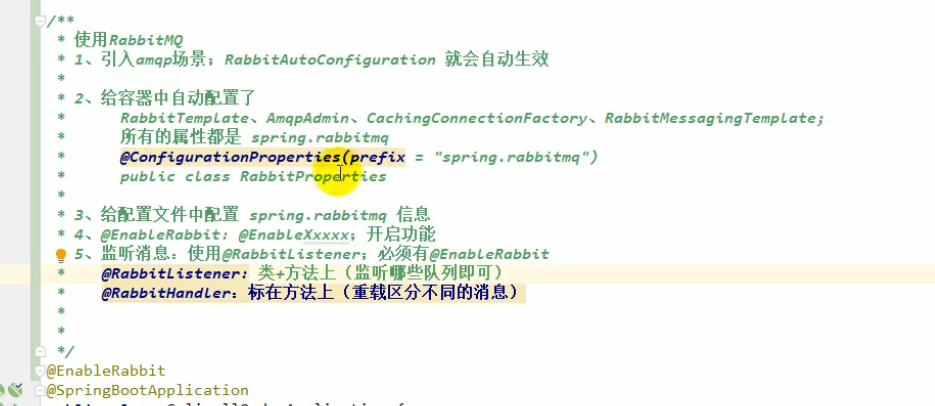 /**
* 使用RabbitMQ
* 1、引入amqp场景；RabbitAutoConfiguration 就会自动生效
*
* 2、给容器中自动配置了
* RabbitTemplate、AmqpAdmin、CachingConnectionFactory、RabbitMessagingTemplate;
* 所有的属性都是 spring.rabbitmq
* @ConfigurationProperties(prefix = "spring.rabbitmq")
* public class RabbitProperties
*
* 3、给配置文件中配置 spring.rabbitmq 信息
* 4、@EnableRabbit: @EnableXxxxx；开启功能
* 5、监听消息：使用@RabbitListener；必须有@EnableRabbit
* @RabbitListener: 类+方法上（监听哪些队列即可）
* @RabbitHandler：标在方法上（重载区分不同的消息）
*
*
*/
@EnableRabbit
@SpringBootApplication